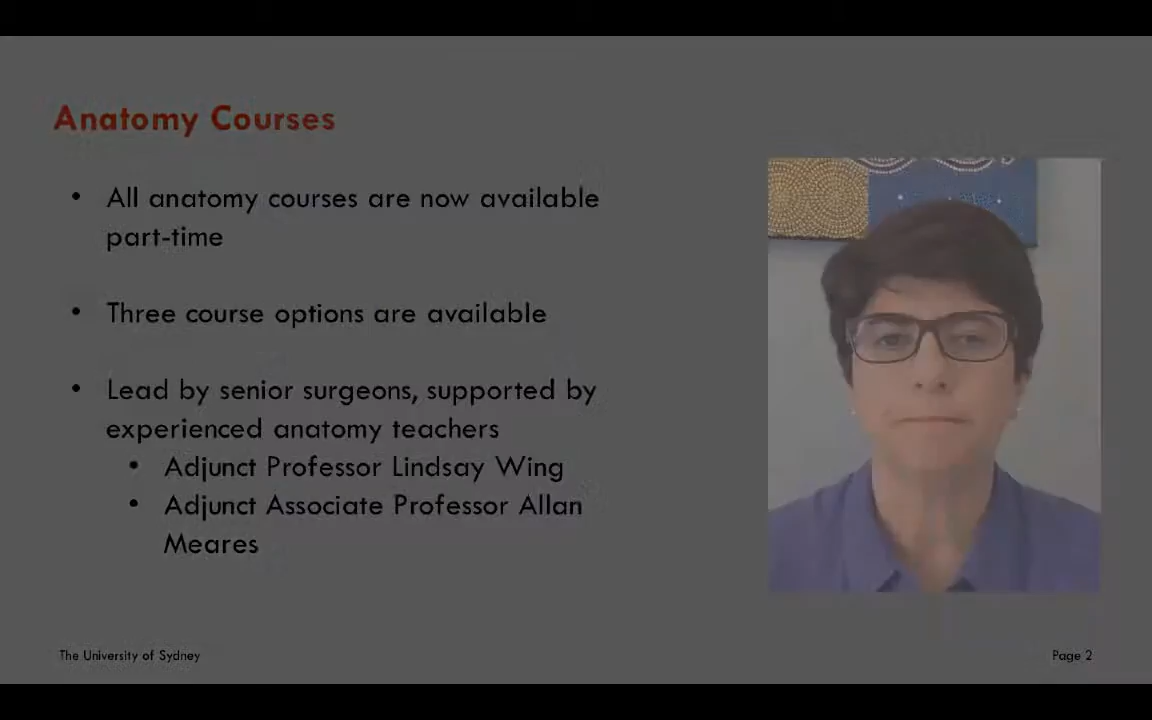 Anatomy Courses
• All anatomy courses are now available
part-time
• Three course options are available
• Lead by senior surgeons, supported by
experienced anatomy teachers
• Adjunct Professor Lindsay Wing
• Adjunct Associate Professor Allan
Meares
The University of Sydney
Page 2